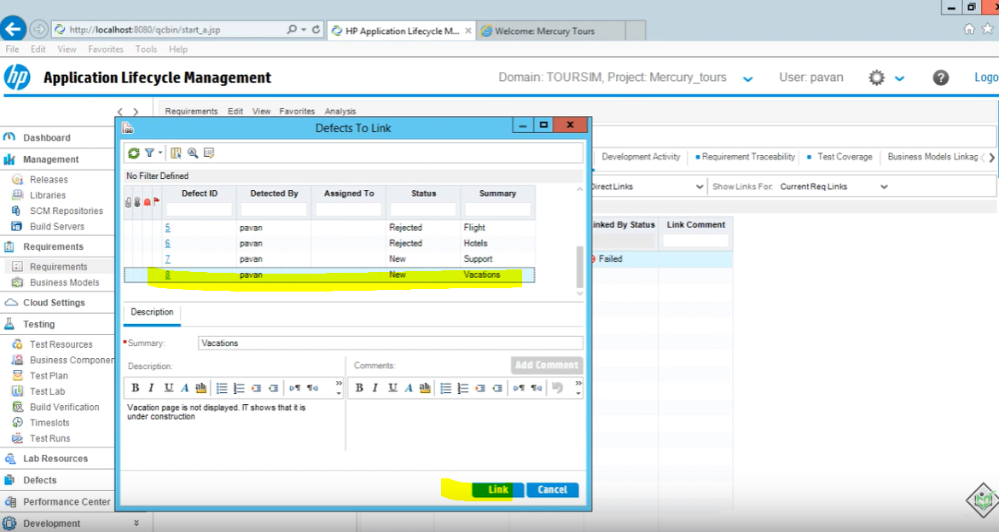 http://localhost:8080/qcbin/start_a.jsp
HP Application Lifecycle M...
Welcome: Mercury Tours
File Edit View Favorites Tools Help
hp
Application Lifecycle Management
Domain: TOURSIM, Project: Mercury_tours
User: pavan
?
Logo
Requirements Edit View Favorites Analysis
Dashboard
Management
Releases
Libraries
SCM Repositories
Build Servers
Requirements
Requirements
Business Models
Cloud Settings
Testing
Test Resources
Business Componen
Test Plan
Test Lab
Build Verification
Timeslots
Test Runs
Lab Resources
Defects
Performance Center
Development
Defects To Link
No Filter Defined
Defect ID Detected By Assigned To Status Summary
5 pavan Rejected Flight
6 pavan Rejected Hotels
7 pavan New Support
8 pavan New Vacations
Description
*Summary: Vacations
Description:
Comments:
Add Comment
B I U A ab
B I U A ab
Vacation page is not displayed. IT shows that it is
under construction
Link Cancel
Development Activity Requirement Traceability Test Coverage Business Models Linkag
Direct Links Show Links For: Current Req Links
Linked By Status Link Comment
Failed